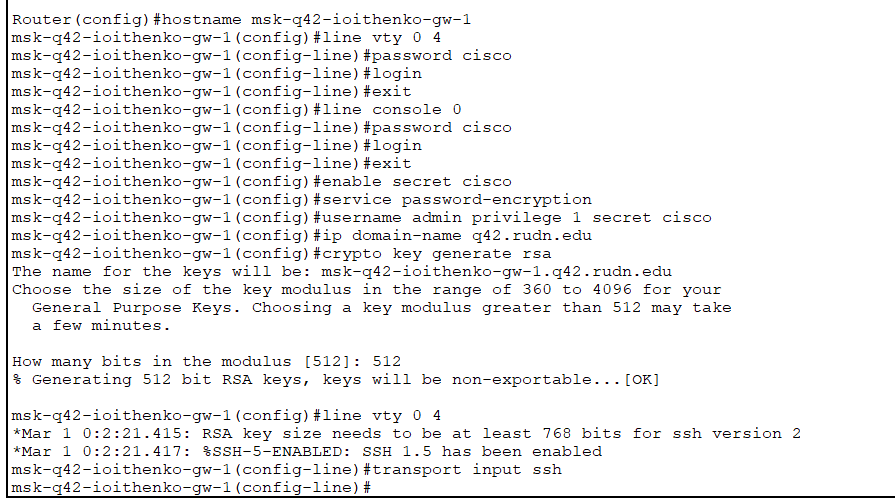 Router(config)#hostname msk-q42-ioithenko-gw-1
msk-q42-ioithenko-gw-1(config)#line vty 0 4
msk-q42-ioithenko-gw-1(config-line)#password cisco
msk-q42-ioithenko-gw-1(config-line)#login
msk-q42-ioithenko-gw-1(config-line)#exit
msk-q42-ioithenko-gw-1(config)#line console 0
msk-q42-ioithenko-gw-1(config-line)#password cisco
msk-q42-ioithenko-gw-1(config-line)#login
msk-q42-ioithenko-gw-1(config-line)#exit
msk-q42-ioithenko-gw-1(config)#enable secret cisco
msk-q42-ioithenko-gw-1(config)#service password-encryption
msk-q42-ioithenko-gw-1(config)#username admin privilege 1 secret cisco
msk-q42-ioithenko-gw-1(config)#ip domain-name q42.rudn.edu
msk-q42-ioithenko-gw-1(config)#crypto key generate rsa
The name for the keys will be: msk-q42-ioithenko-gw-1.q42.rudn.edu
Choose the size of the key modulus in the range of 360 to 4096 for your
  General Purpose Keys. Choosing a key modulus greater than 512 may take
  a few minutes.

How many bits in the modulus [512]: 512
% Generating 512 bit RSA keys, keys will be non-exportable...[OK]

msk-q42-ioithenko-gw-1(config)#line vty 0 4
*Mar 1 0:2:21.415: RSA key size needs to be at least 768 bits for ssh version 2
*Mar 1 0:2:21.417: %SSH-5-ENABLED: SSH 1.5 has been enabled
msk-q42-ioithenko-gw-1(config-line)#transport input ssh
msk-q42-ioithenko-gw-1(config-line)#